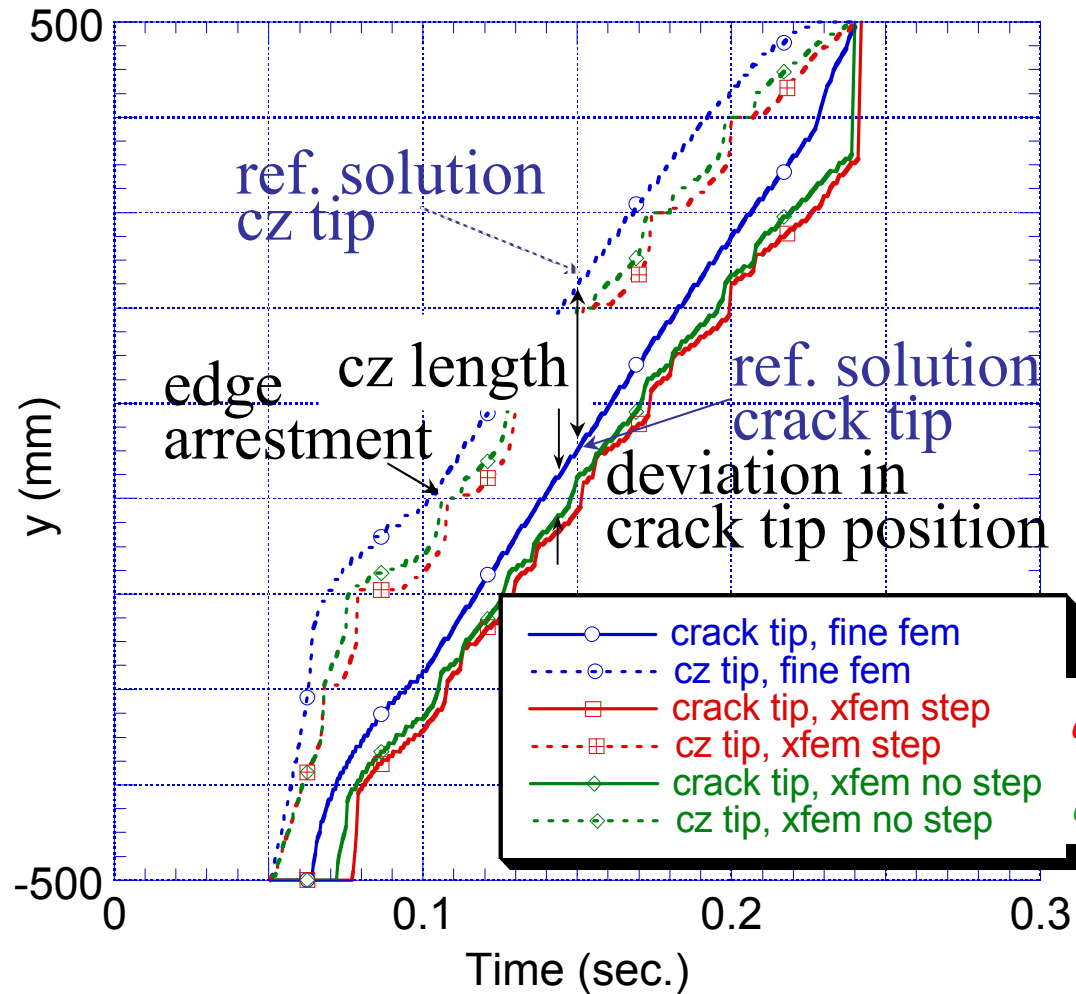 500
ref. solution
cz tip
cz length
edge
arrestment
ref. solution
crack tip
deviation in
crack tip position
y (mm)
crack tip, fine fem
cz tip, fine fem
crack tip, xfem step
cz tip, xfem step
crack tip, xfem no step
cz tip, xfem no step
-500
0
0.1
0.2
0.3
Time (sec.)